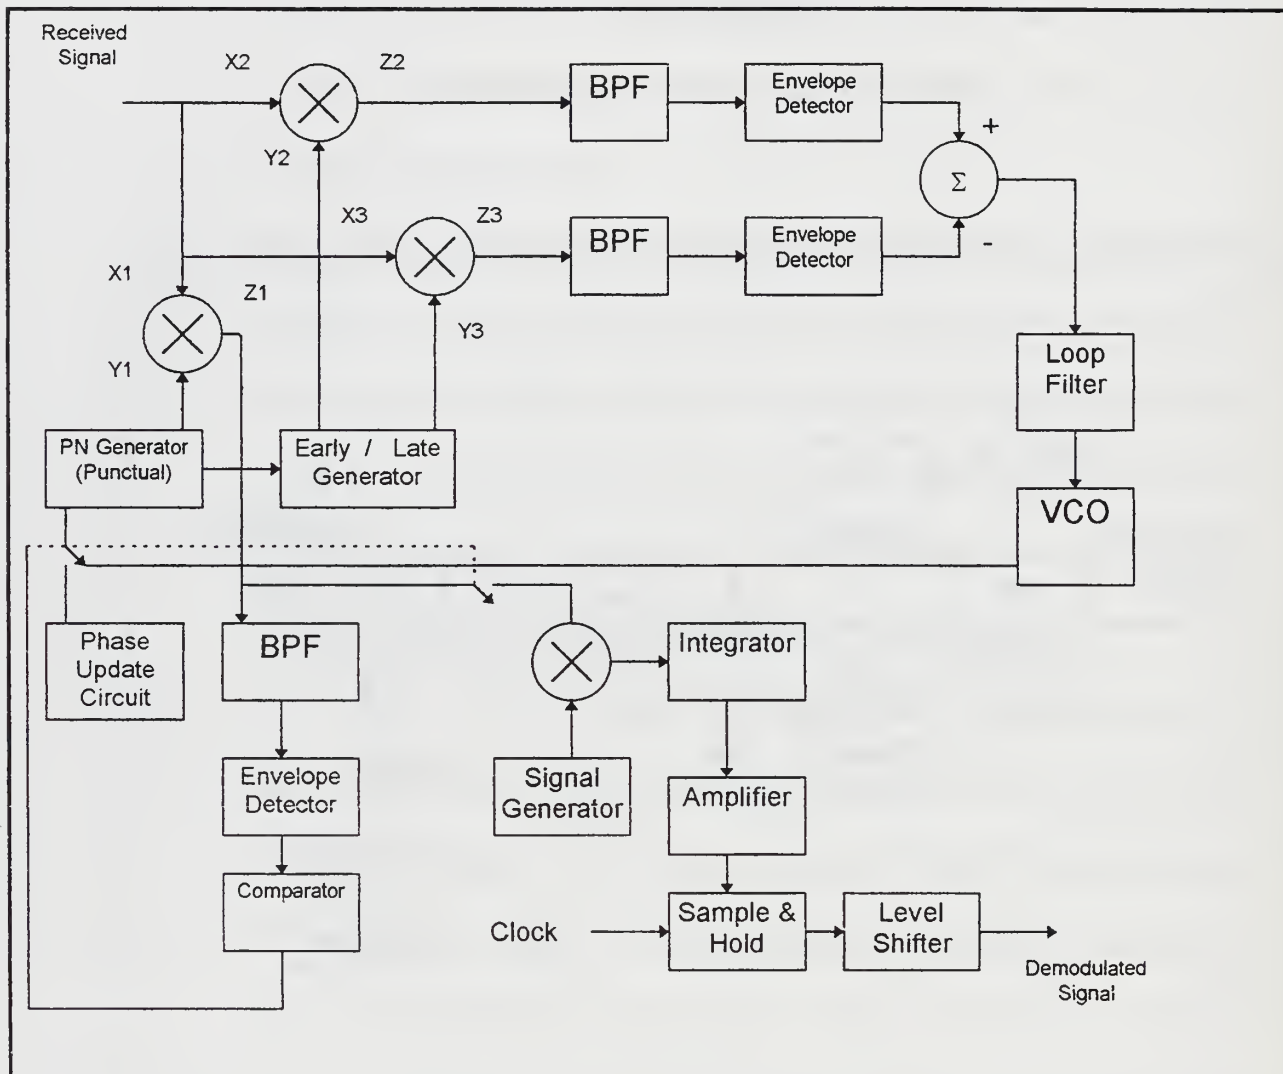 Received
Signal
X2
Z2
BPF
Envelope
Detector
+
Y2
Σ
X3
Z3
BPF
Envelope
Detector
-
X1
Z1
Y3
Y1
Loop
Filter
PN Generator
(Punctual)
Early / Late
Generator
VCO
Phase
Update
Circuit
BPF
Integrator
Envelope
Detector
Signal
Generator
Amplifier
Comparator
Clock
Sample &
Hold
Level
Shifter
Demodulated
Signal